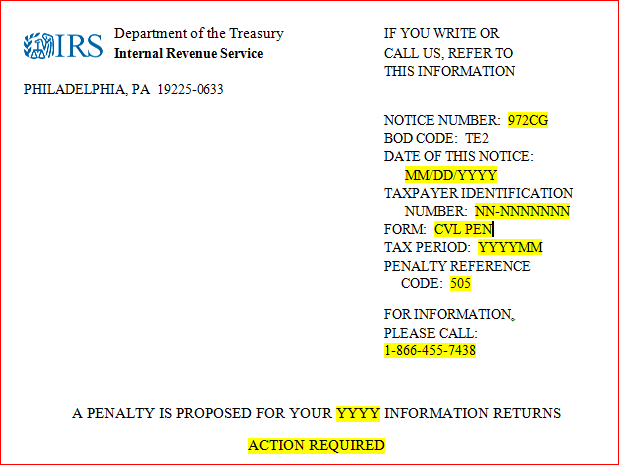 IRS
Department of the Treasury
Internal Revenue Service
PHILADELPHIA, PA  19225-0633
IF YOU WRITE OR
CALL US, REFER TO
THIS INFORMATION
NOTICE NUMBER:  972CG
BOD CODE:  TE2
DATE OF THIS NOTICE:
MM/DD/YYYY
TAXPAYER IDENTIFICATION
NUMBER:  NN-NNNNNNN
FORM:  CVL PEN
TAX PERIOD:  YYYYMM
PENALTY REFERENCE
CODE:  505
FOR INFORMATION,
PLEASE CALL:
1-866-455-7438
A PENALTY IS PROPOSED FOR YOUR YYYY INFORMATION RETURNS
ACTION REQUIRED